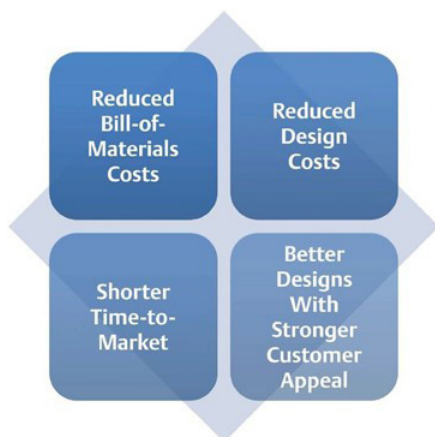 Reduced
Bill-of-
Materials
Costs
Reduced
Design
Costs
Shorter
Time-to-
Market
Better
Designs
With
Stronger
Customer
Appeal